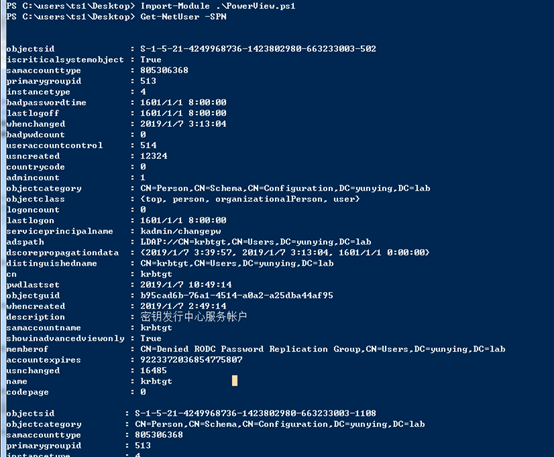 PS C:\users\ts1\Desktop> Import-Module .\PowerView.ps1
PS C:\users\ts1\Desktop> Get-NetUser -SPN
objectsid : S-1-5-21-4249968736-1423802980-663233003-502
iscriticalsystemobject : True
samaccounttype : 805306368
primarygroupid : 513
instancetype : 4
badpasswordtime : 1601/1/1 8:00:00
lastlogoff : 1601/1/1 8:00:00
whenchanged : 2019/1/7 3:13:04
badpwdcount : 0
useraccountcontrol : 514
usncreated : 12324
countrycode : 0
admincount : 1
objectcategory : CN=Person,CN=Schema,CN=Configuration,DC=yunying,DC=lab
objectclass : {top, person, organizationalPerson, user}
logoncount : 0
lastlogon : 1601/1/1 8:00:00
serviceprincipalname : kadmin/changepw
adspath : LDAP://CN=krbtgt,CN=Users,DC=yunying,DC=lab
dscorepropagationdata : {2019/1/7 3:39:57, 2019/1/7 3:13:04, 1601/1/1 0:00:00}
distinguishedname : CN=krbtgt,CN=Users,DC=yunying,DC=lab
cn : krbtgt
pwdlastset : 2019/1/7 10:49:14
objectguid : b95cad6b-76a1-4514-a0a2-a25dba44af95
whencreated : 2019/1/7 2:49:14
description : 密钥发行中心服务帐户
samaccountname : krbtgt
showinadvancedviewonly : True
memberof : CN=Denied RODC Password Replication Group,CN=Users,DC=yunying,DC=lab
accountexpires : 9223372036854775807
usnchanged : 16485
name : krbtgt
codepage : 0
objectsid : S-1-5-21-4249968736-1423802980-663233003-1108
objectcategory : CN=Person,CN=Schema,CN=Configuration,DC=yunying,DC=lab
samaccounttype : 805306368
primarygroupid : 513
instancetype : 4